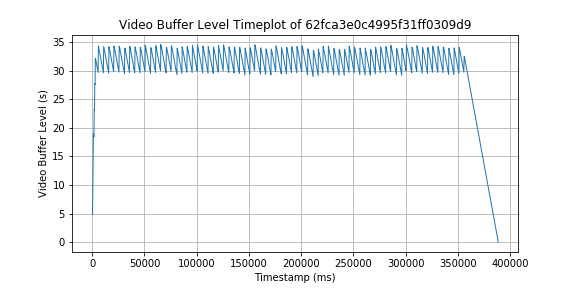 Video Buffer Level Timeplot of 62fca3e0c4995f31ff0309d9
35
30
25
20
15
10
5
0
Video Buffer Level (s)
0 50000 100000 150000 200000 250000 300000 350000 400000
Timestamp (ms)